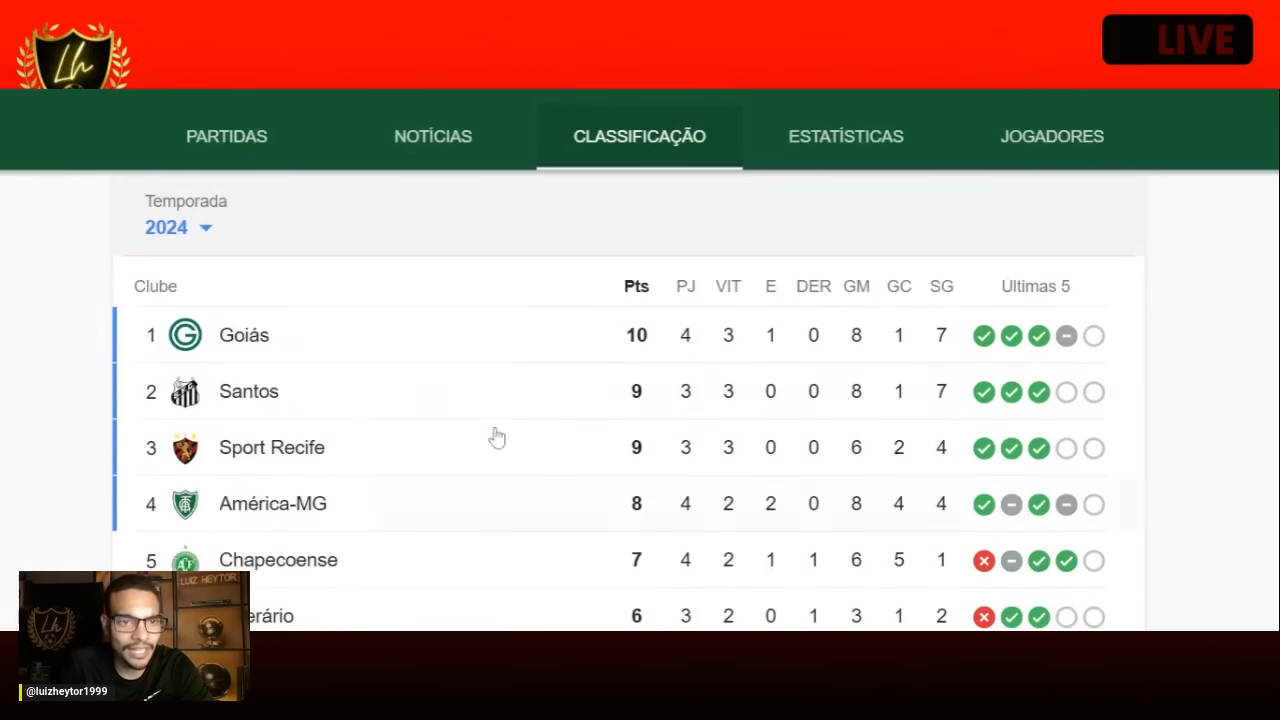 Lh
LIVE
PARTIDAS NOTÍCIAS CLASSIFICAÇÃO ESTATÍSTICAS JOGADORES
Temporada
2024
Clube Pts PJ VIT E DER GM GC SG Últimas 5
1 Goiás 10 4 3 1 0 8 1 7
2 Santos 9 3 3 0 0 8 1 7
3 Sport Recife 9 3 3 0 0 6 2 4
4 América-MG 8 4 2 2 0 8 4 4
5 Chapecoense 7 4 2 1 1 6 5 1
erário 6 3 2 0 1 3 1 2
LUIZ HEYTOR
Lh
@luizheytor1999